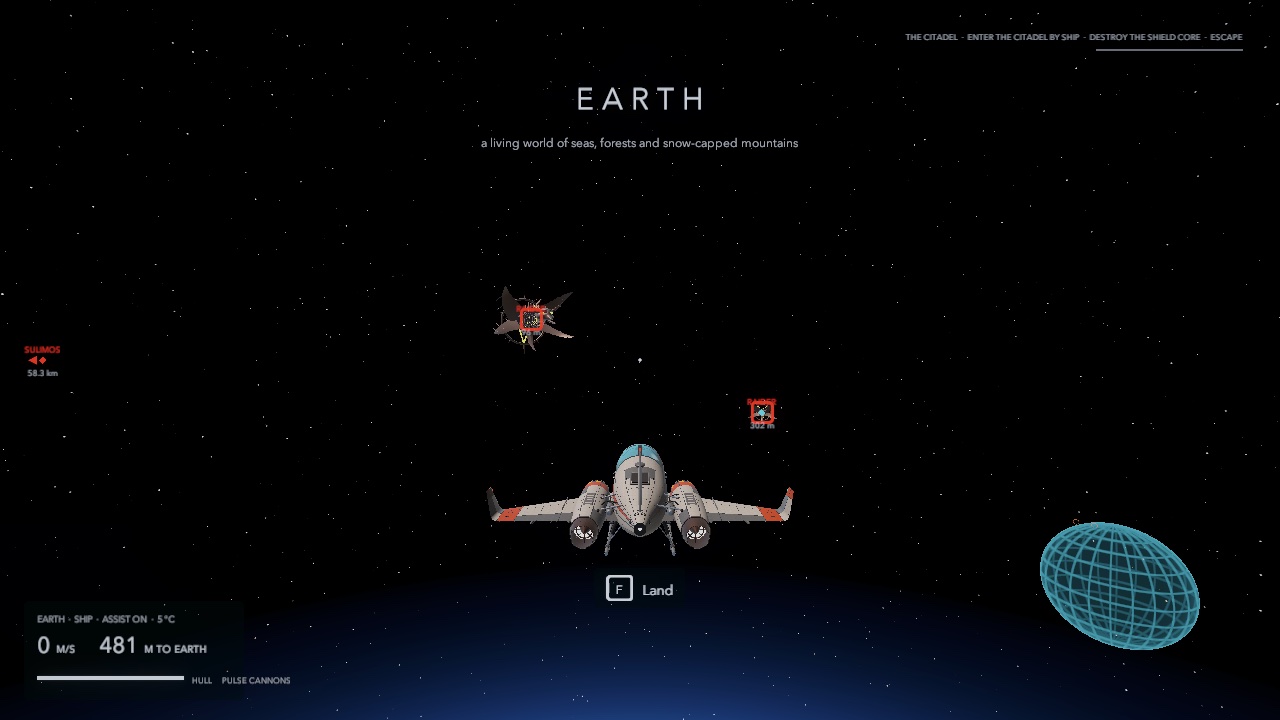 THE CITADEL - ENTER THE CITADEL BY SHIP - DESTROY THE SHIELD CORE - ESCAPE
EARTH
a living world of seas, forests and snow-capped mountains
SULIMOS
58.3 km
RAIDER
302 m
F Land
EARTH · SHIP · ASSIST ON · 5°C
0 M/S 481 M TO EARTH
HULL PULSE CANNONS